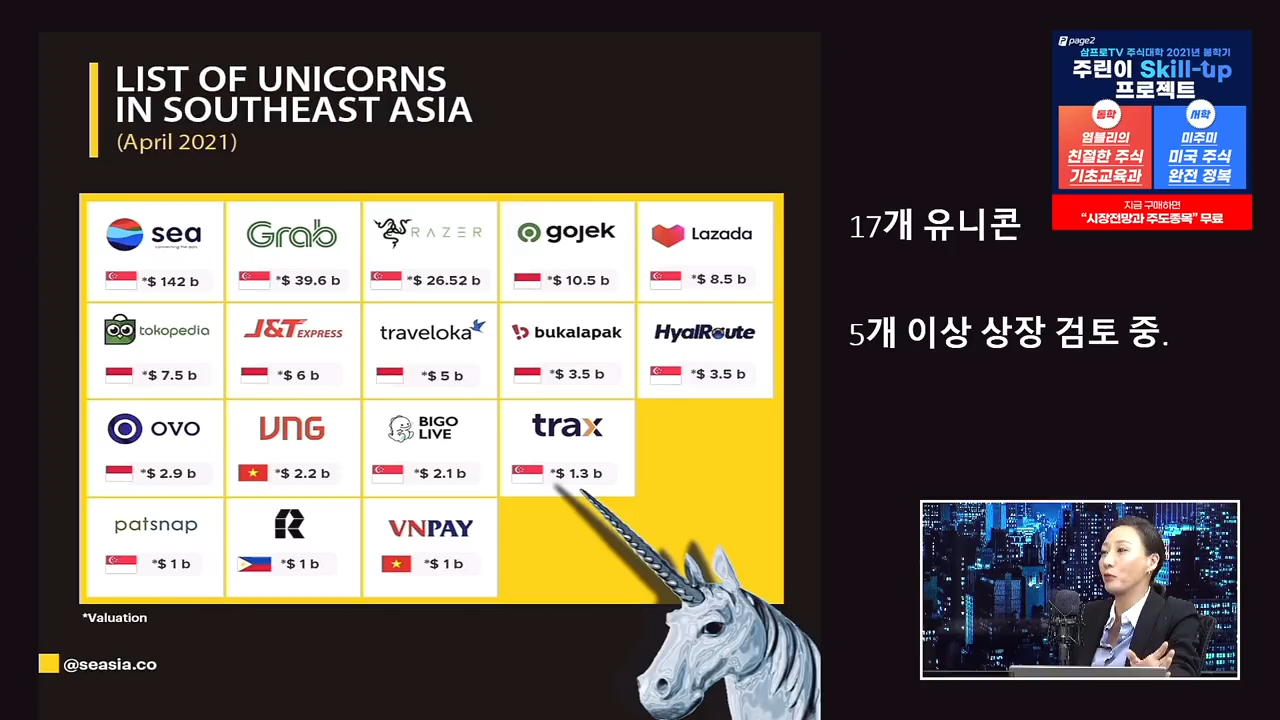 LIST OF UNICORNS
IN SOUTHEAST ASIA
(April 2021)
sea
*$ 142 b
Grab
*$ 39.6 b
RAZER
*$ 26.52 b
gojek
*$ 10.5 b
Lazada
*$ 8.5 b
tokopedia
*$ 7.5 b
J&T EXPRESS
*$ 6 b
traveloka
*$ 5 b
bukalapak
*$ 3.5 b
HyalRoute
*$ 3.5 b
OVO
*$ 2.9 b
VNG
*$ 2.2 b
BIGO
LIVE
*$ 2.1 b
trax
*$ 1.3 b
patsnap
*$ 1 b
R
*$ 1 b
VNPAY
*$ 1 b
*Valuation
@seasia.co
17개 유니콘
5개 이상 상장 검토 중.
page2
삼프로TV 주식대학 2021년 봄학기
주린이 Skill-up
프로젝트
동학
염블리의
친절한 주식
기초교육과
서학
미주미
미국 주식
완전 정복
지금 구매하면
“시장전망과 주도종목” 무료